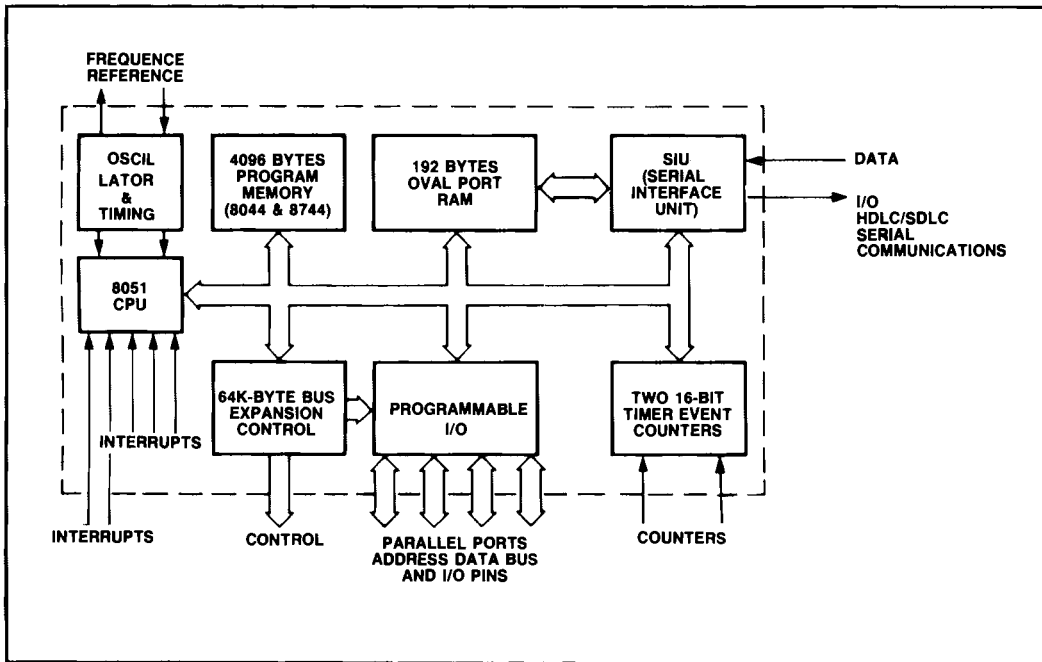 FREQUENCE
REFERENCE
OSCIL
LATOR
&
TIMING
4096 BYTES
PROGRAM
MEMORY
(8044 & 8744)
192 BYTES
OVAL PORT
RAM
SIU
(SERIAL
INTERFACE
UNIT)
DATA
I/O
HDLC/SDLC
SERIAL
COMMUNICATIONS
8051
CPU
64K-BYTE BUS
EXPANSION
CONTROL
PROGRAMMABLE
I/O
TWO 16-BIT
TIMER EVENT
COUNTERS
INTERRUPTS
INTERRUPTS
CONTROL
PARALLEL PORTS
ADDRESS DATA BUS
AND I/O PINS
COUNTERS